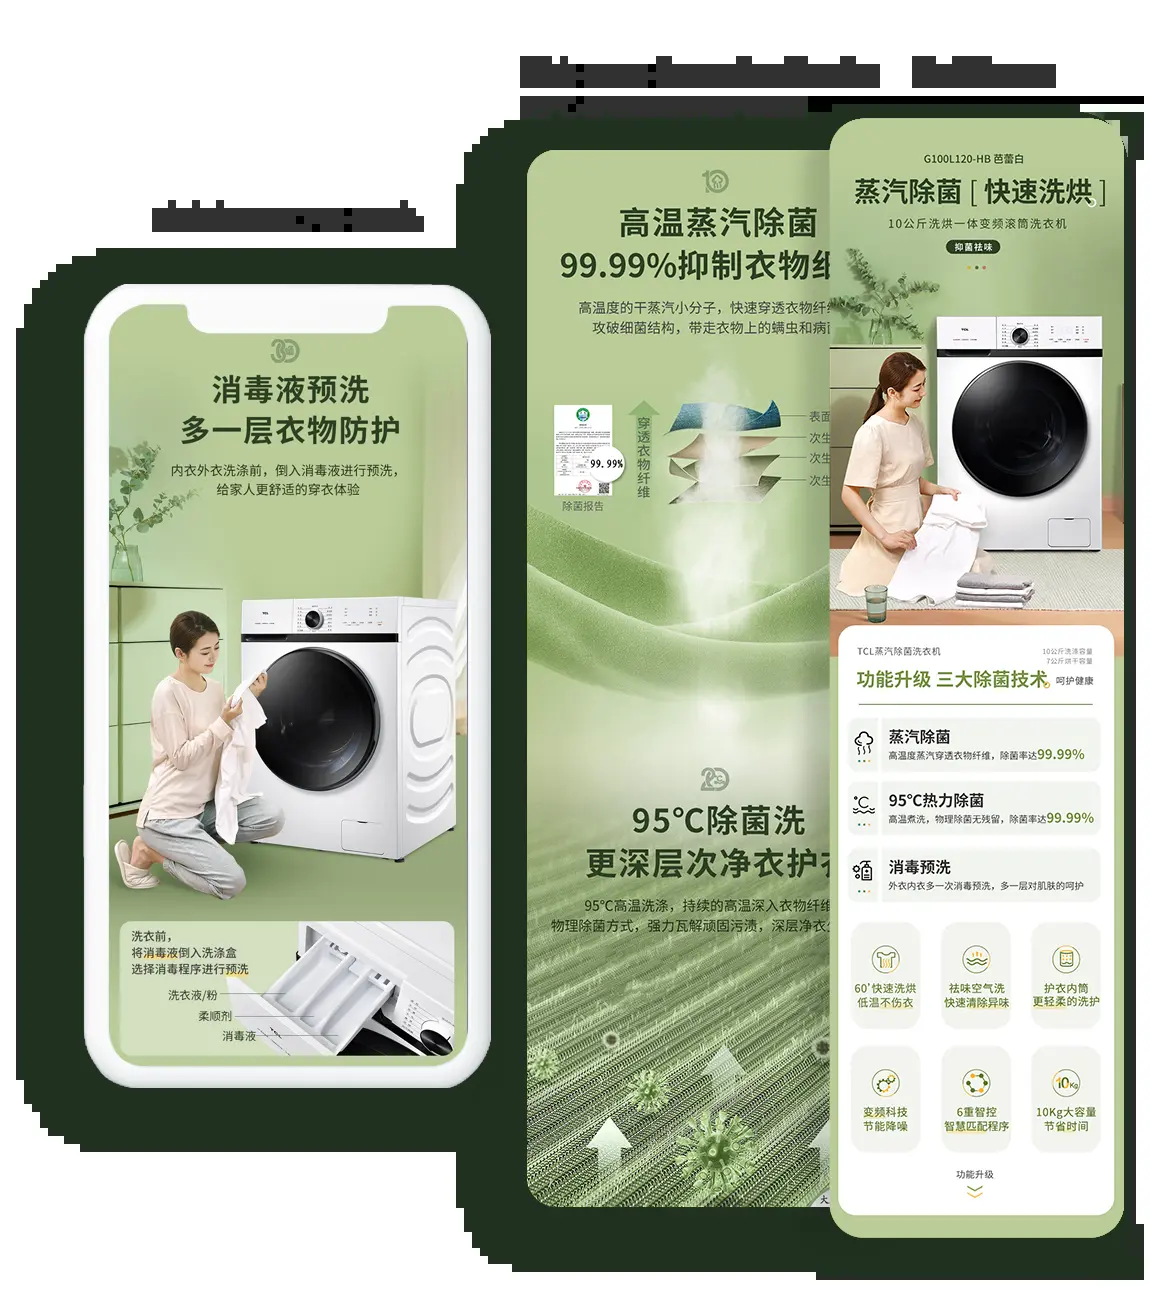 消毒液预洗
多一层衣物防护
内衣外衣洗涤前，倒入消毒液进行预洗，
给家人更舒适的穿衣体验
TCL
洗衣前，
将消毒液倒入洗涤盒
选择消毒程序进行预洗
洗衣液/粉
柔顺剂
消毒液
高温蒸汽除菌
99.99%抑制衣物
高温度的干蒸汽小分子，快速穿透衣物纤
攻破细菌结构，带走衣物上的螨虫和病
99.99%
除菌报告
穿透衣物纤维
表面
次生
次生
次生
95℃除菌洗
更深层次净衣护
95℃高温洗涤，持续的高温深入衣物纤维
物理除菌方式，强力瓦解顽固污渍，深层净衣
大
G100L120-HB 芭蕾白
蒸汽除菌 [ 快速洗烘 ]
10公斤洗烘一体变频滚筒洗衣机
抑菌祛味
TCL
TCL蒸汽除菌洗衣机
10公斤洗涤容量
7公斤烘干容量
功能升级 三大除菌技术 呵护健康
蒸汽除菌
高温度蒸汽穿透衣物纤维，除菌率达99.99%
95℃热力除菌
高温煮洗，物理除菌无残留，除菌率达99.99%
消毒预洗
外衣内衣多一次消毒预洗，多一层对肌肤的呵护
60'快速洗烘
低温不伤衣
祛味空气洗
快速清除异味
护衣内筒
更轻柔的洗护
变频科技
节能降噪
6重智控
智慧匹配程序
10Kg
10Kg大容量
节省时间
功能升级